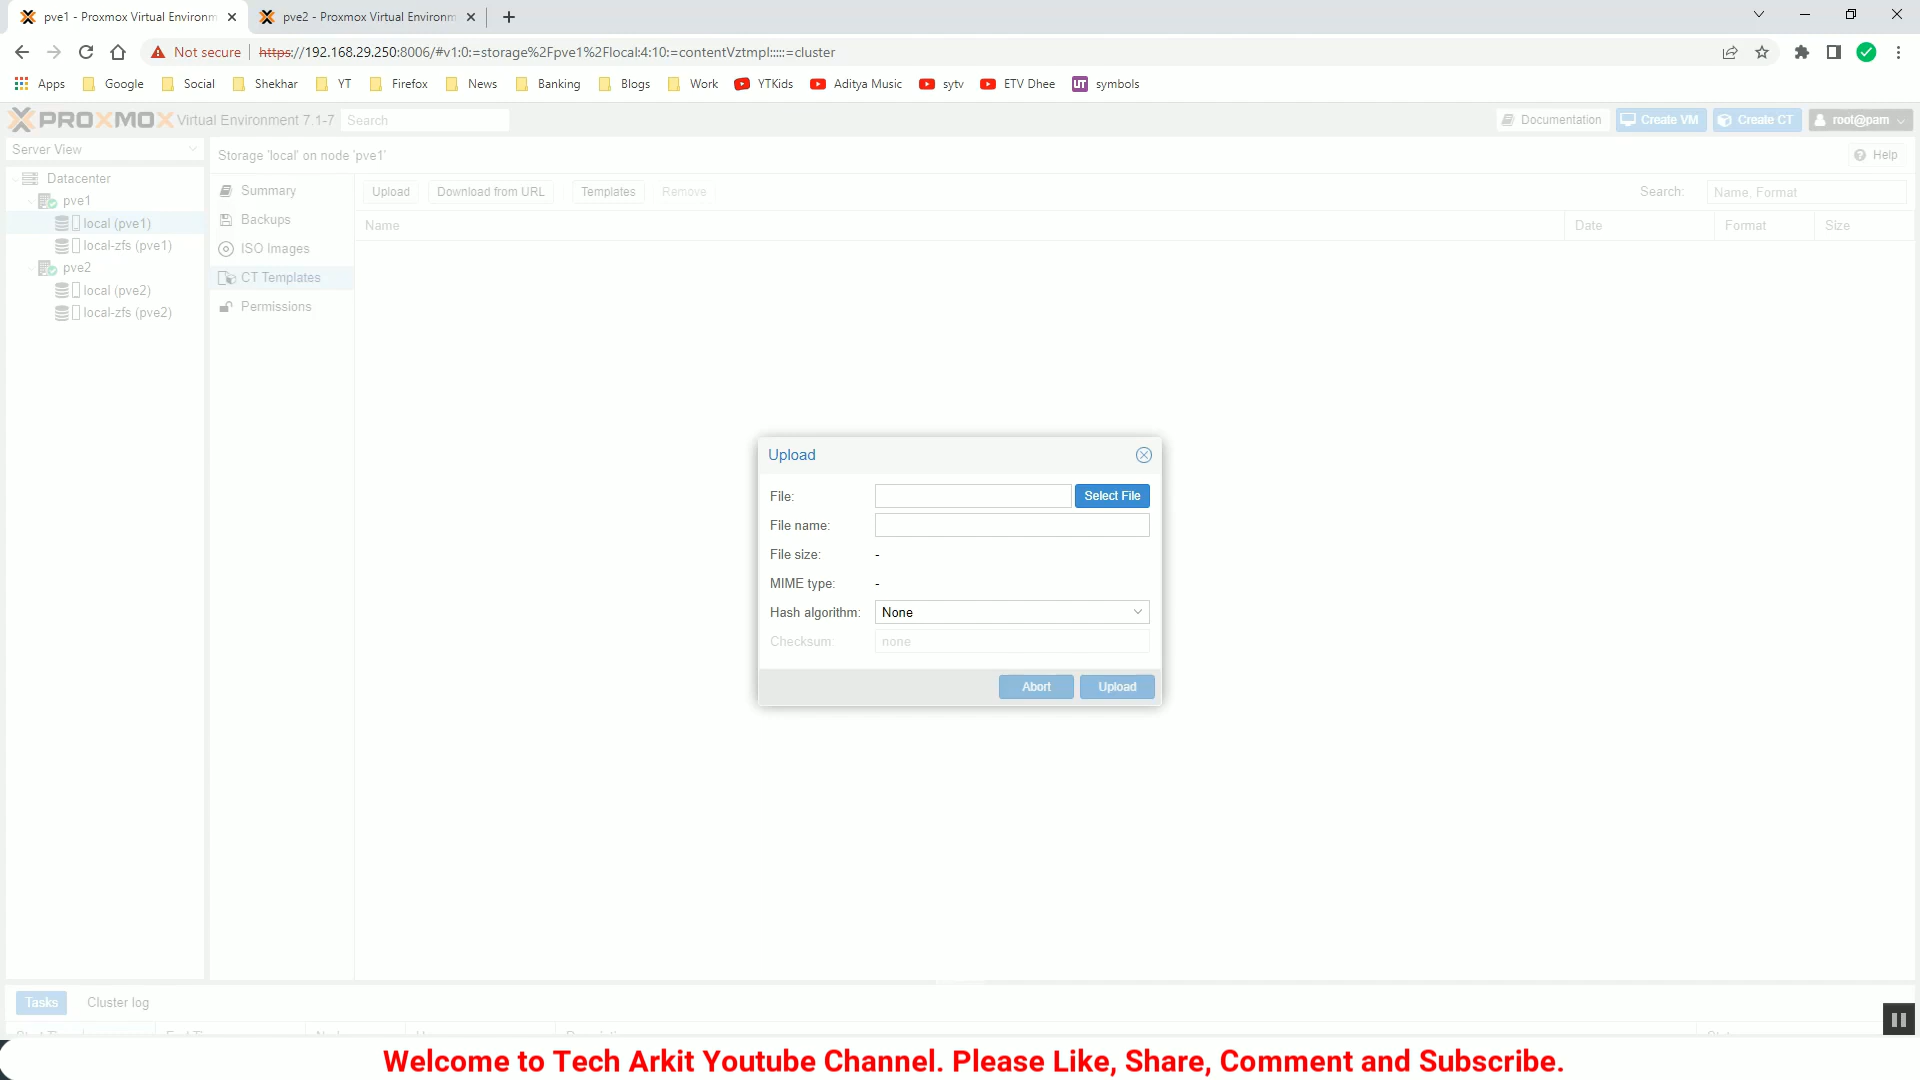 pve1 - Proxmox Virtual Environm
pve2 - Proxmox Virtual Environm
Not secure
https://192.168.29.250:8006/#v1:0:=storage%2Fpve1%2Flocal:4:10:=contentVztmpl:::::=cluster
Apps Google Social Shekhar YT Firefox News Banking Blogs Work YTKids Aditya Music sytv ETV Dhee UT symbols
PROXMOX Virtual Environment 7.1-7 Search Documentation Create VM Create CT root@pam
Server View
Storage 'local' on node 'pve1' Help
Datacenter
pve1
local (pve1)
local-zfs (pve1)
pve2
local (pve2)
local-zfs (pve2)
Summary
Backups
ISO Images
CT Templates
Permissions
Upload Download from URL Templates Remove Search: Name, Format
Name Date Format Size
Upload
File: Select File
File name:
File size: -
MIME type: -
Hash algorithm: None
Checksum: none
Abort Upload
Tasks Cluster log
Welcome to Tech Arkit Youtube Channel. Please Like, Share, Comment and Subscribe.